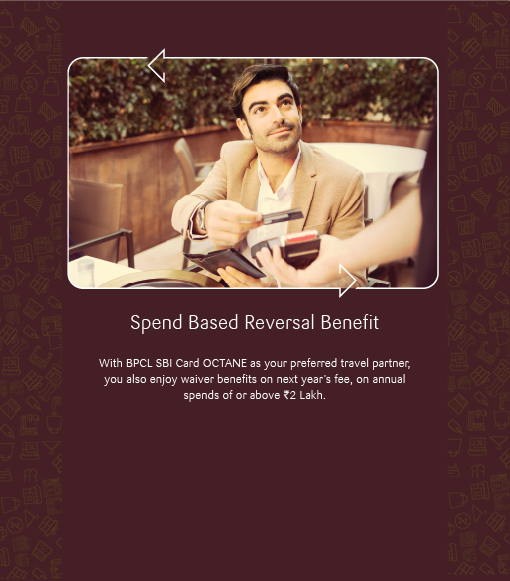 Spend Based Reversal Benefit
With BPCL SBI Card OCTANE as your preferred travel partner,
you also enjoy waiver benefits on next year's fee, on annual
spends of or above ₹2 Lakh.